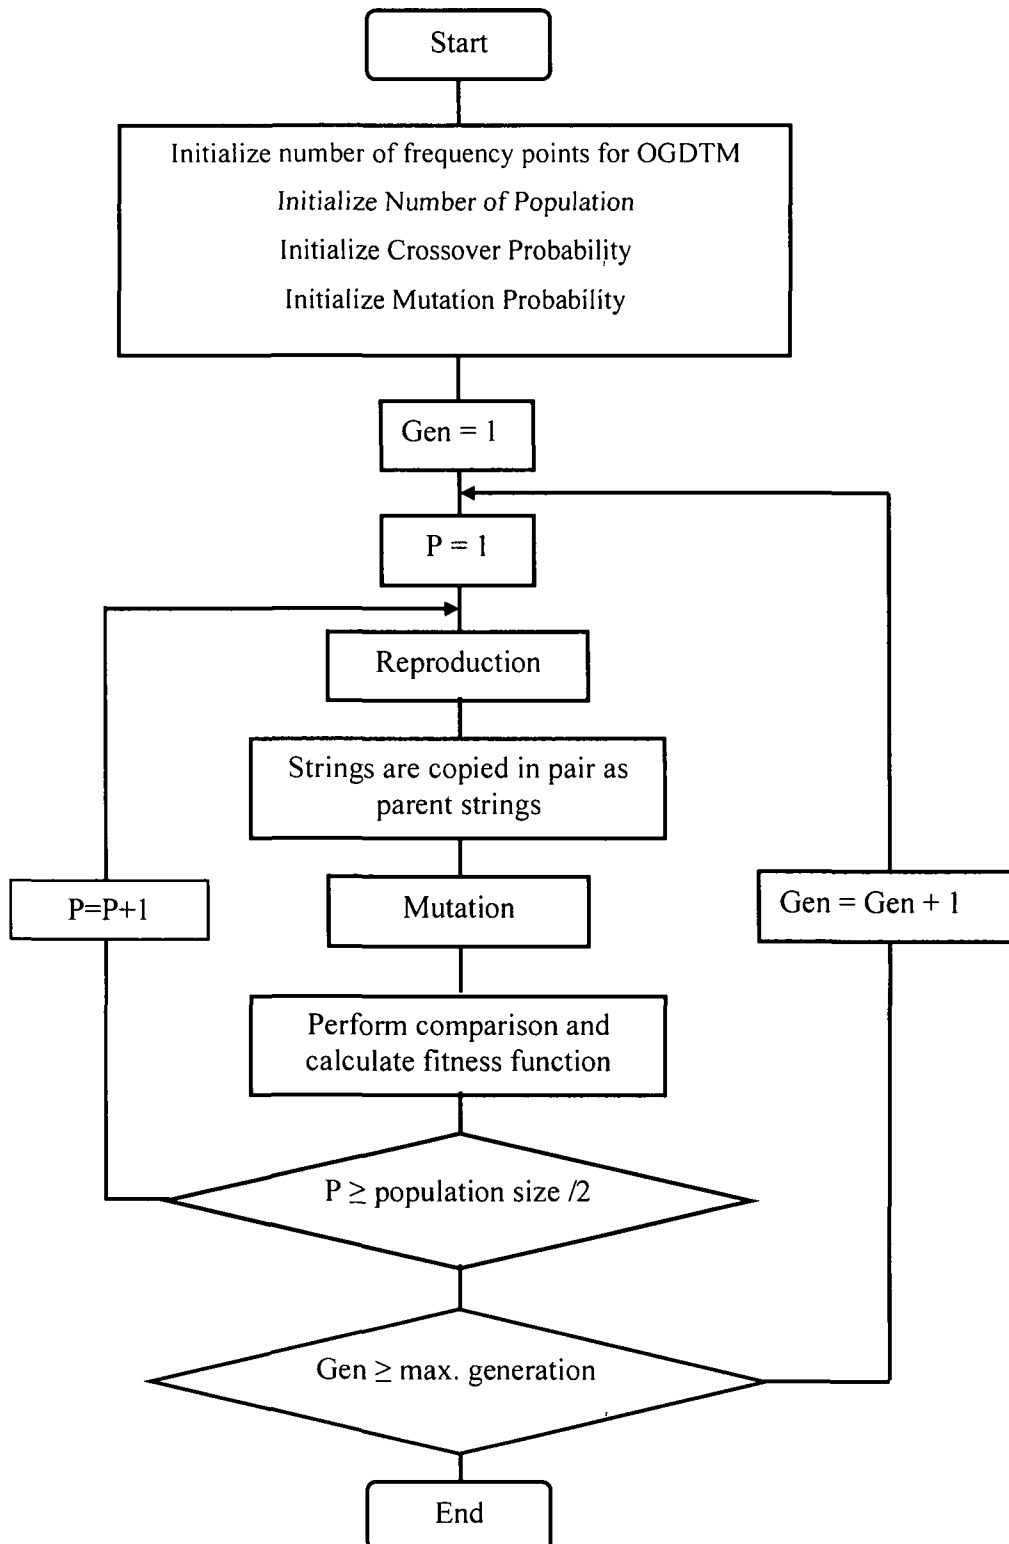 Start
Initialize number of frequency points for OGDTM
Initialize Number of Population
Initialize Crossover Probability
Initialize Mutation Probability
Gen = 1
P = 1
Reproduction
Strings are copied in pair as
parent strings
P=P+1
Mutation
Gen = Gen + 1
Perform comparison and
calculate fitness function
P ≥ population size /2
Gen ≥ max. generation
End